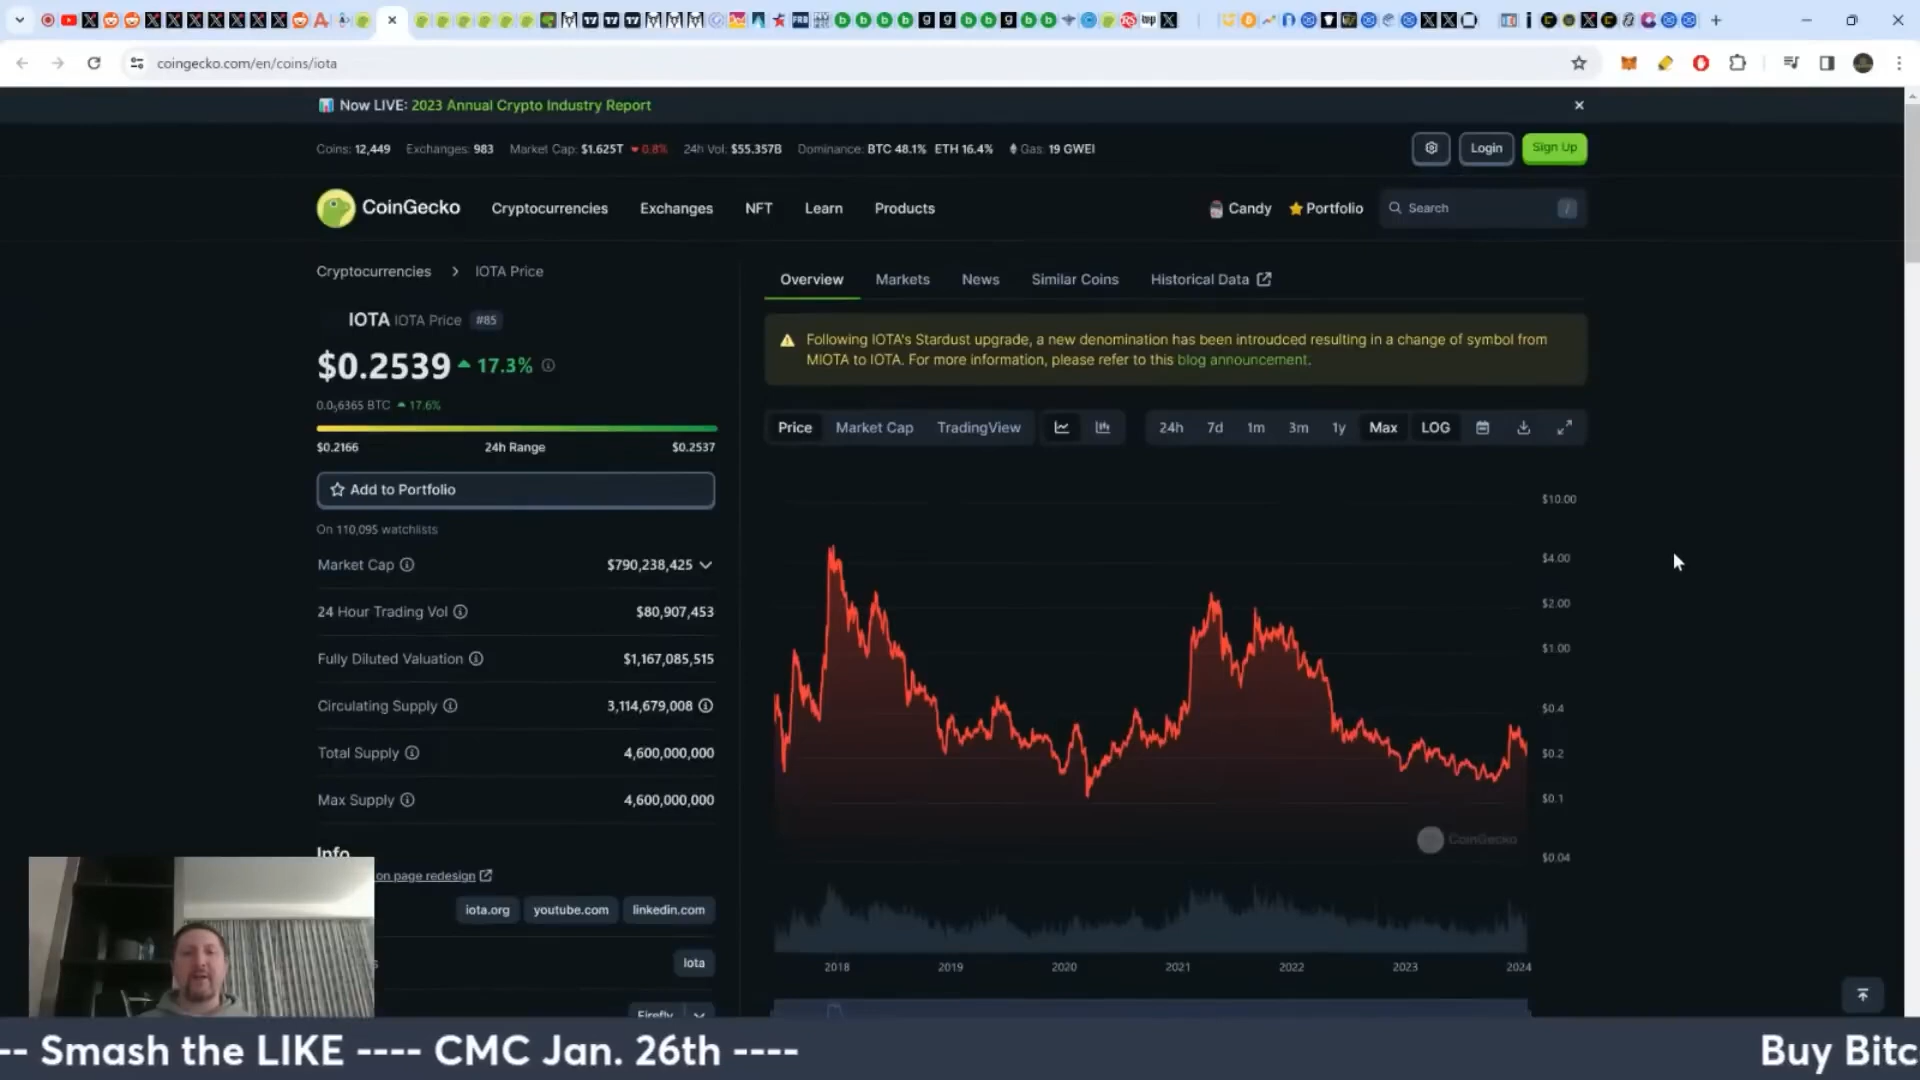 coingecko.com/en/coins/iota
Now LIVE: 2023 Annual Crypto Industry Report
Coins: 12,449 Exchanges: 983 Market Cap: $1.625T 0.8% 24h Vol: $55.357B Dominance: BTC 48.1% ETH 16.4% Gas: 19 GWEI
Login
Sign Up
CoinGecko
Cryptocurrencies Exchanges NFT Learn Products
Candy Portfolio Search /
Cryptocurrencies > IOTA Price
IOTA IOTA Price #85
$0.2539 17.3%
0.0₅6365 BTC 17.6%
$0.2166 24h Range $0.2537
Add to Portfolio
On 110,095 watchlists
Market Cap $790,238,425
24 Hour Trading Vol $80,907,453
Fully Diluted Valuation $1,167,085,515
Circulating Supply 3,114,679,008
Total Supply 4,600,000,000
Max Supply 4,600,000,000
Info
on page redesign
iota.org youtube.com linkedin.com
s Iota
Firefly
Overview Markets News Similar Coins Historical Data
Following IOTA's Stardust upgrade, a new denomination has been introudced resulting in a change of symbol from
MIOTA to IOTA. For more information, please refer to this blog announcement.
Price Market Cap TradingView 24h 7d 1m 3m 1y Max LOG
$10.00
$4.00
$2.00
$1.00
$0.4
$0.2
$0.1
CoinGecko
$0.04
2018 2019 2020 2021 2022 2023 2024
-- Smash the LIKE ---- CMC Jan. 26th ---- Buy Bitc